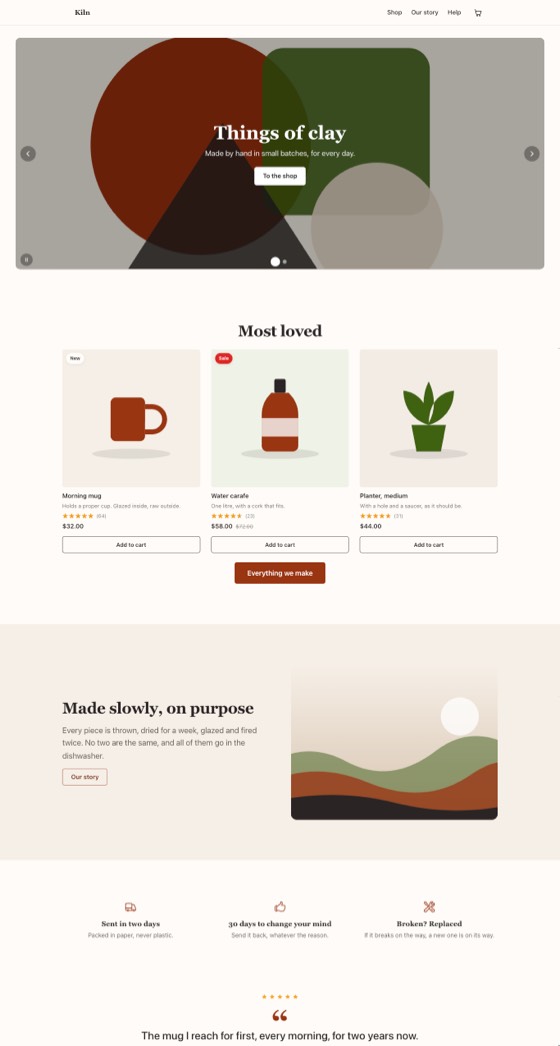 Kiln
Shop Our story Help
Things of clay
Made by hand in small batches, for every day.
To the shop
Most loved
New
Sale
Morning mug
Holds a proper cup. Glazed inside, raw outside.
(64)
$32.00
Add to cart
Water carafe
One litre, with a cork that fits.
(23)
$58.00 $72.00
Add to cart
Planter, medium
With a hole and a saucer, as it should be.
(31)
$44.00
Add to cart
Everything we make
Made slowly, on purpose
Every piece is thrown, dried for a week, glazed and fired
twice. No two are the same, and all of them go in the
dishwasher.
Our story
Sent in two days
Packed in paper, never plastic.
30 days to change your mind
Send it back, whatever the reason.
Broken? Replaced
If it breaks on the way, a new one is on its way.
“
The mug I reach for first, every morning, for two years now.